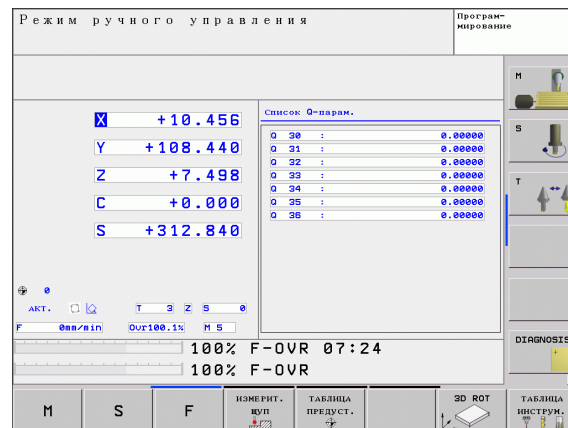 Режим ручного управления
Програм-
мирование
M
X +10.456
Y +108.440
Z +7.498
C +0.000
S +312.840
Список Q-парам.
Q 30 : 0.00000
Q 31 : 0.00000
Q 32 : 0.00000
Q 33 : 0.00000
Q 34 : 0.00000
Q 35 : 0.00000
Q 36 : 0.00000
S
T
0
АКТ. T 3 Z S 0
F 0mm/min Ovr100.1% M 5
100% F-OVR 07:24
100% F-OVR
DIAGNOSIS
M
S
F
ИЗМЕРИТ.
ЩУП
ТАБЛИЦА
ПРЕДУСТ.
3D ROT
ТАБЛИЦА
ИНСТРУМ.